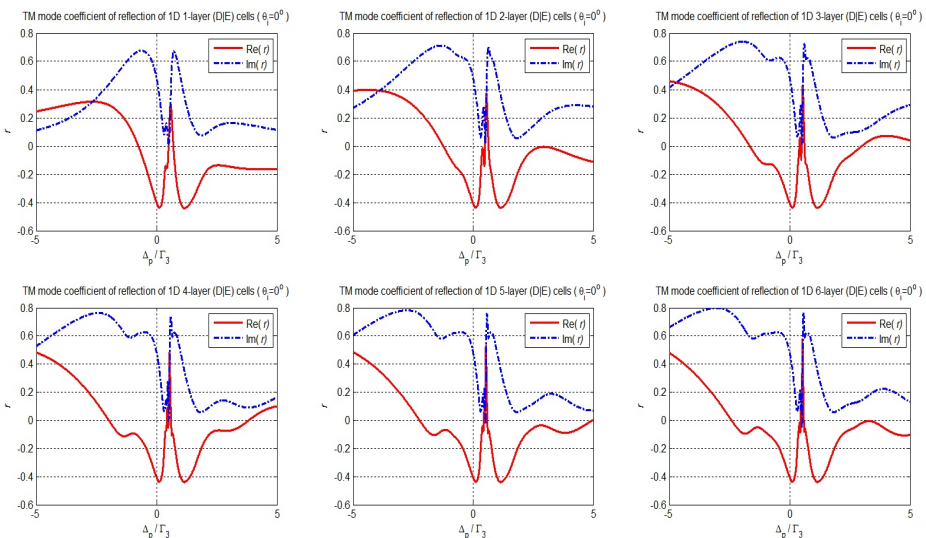 TM mode coefficient of reflection of 1D 1-layer (D|E) cells ( θi=0° )
0.8
0.6
0.4
0.2
0
-0.2
-0.4
-0.6
r
Re( r)
Im( r)
-5
0
5
Δp / Γ3
TM mode coefficient of reflection of 1D 2-layer (D|E) cells ( θi=0° )
0.8
0.6
0.4
0.2
0
-0.2
-0.4
-0.6
r
Re( r)
Im( r)
-5
0
5
Δp / Γ3
TM mode coefficient of reflection of 1D 3-layer (D|E) cells ( θi=0° )
0.8
0.6
0.4
0.2
0
-0.2
-0.4
-0.6
r
Re( r)
Im( r)
-5
0
5
Δp / Γ3
TM mode coefficient of reflection of 1D 4-layer (D|E) cells ( θi=0° )
0.8
0.6
0.4
0.2
0
-0.2
-0.4
-0.6
r
Re( r)
Im( r)
-5
0
5
Δp / Γ3
TM mode coefficient of reflection of 1D 5-layer (D|E) cells ( θi=0° )
0.8
0.6
0.4
0.2
0
-0.2
-0.4
-0.6
r
Re( r)
Im( r)
-5
0
5
Δp / Γ3
TM mode coefficient of reflection of 1D 6-layer (D|E) cells ( θi=0° )
0.8
0.6
0.4
0.2
0
-0.2
-0.4
-0.6
r
Re( r)
Im( r)
-5
0
5
Δp / Γ3